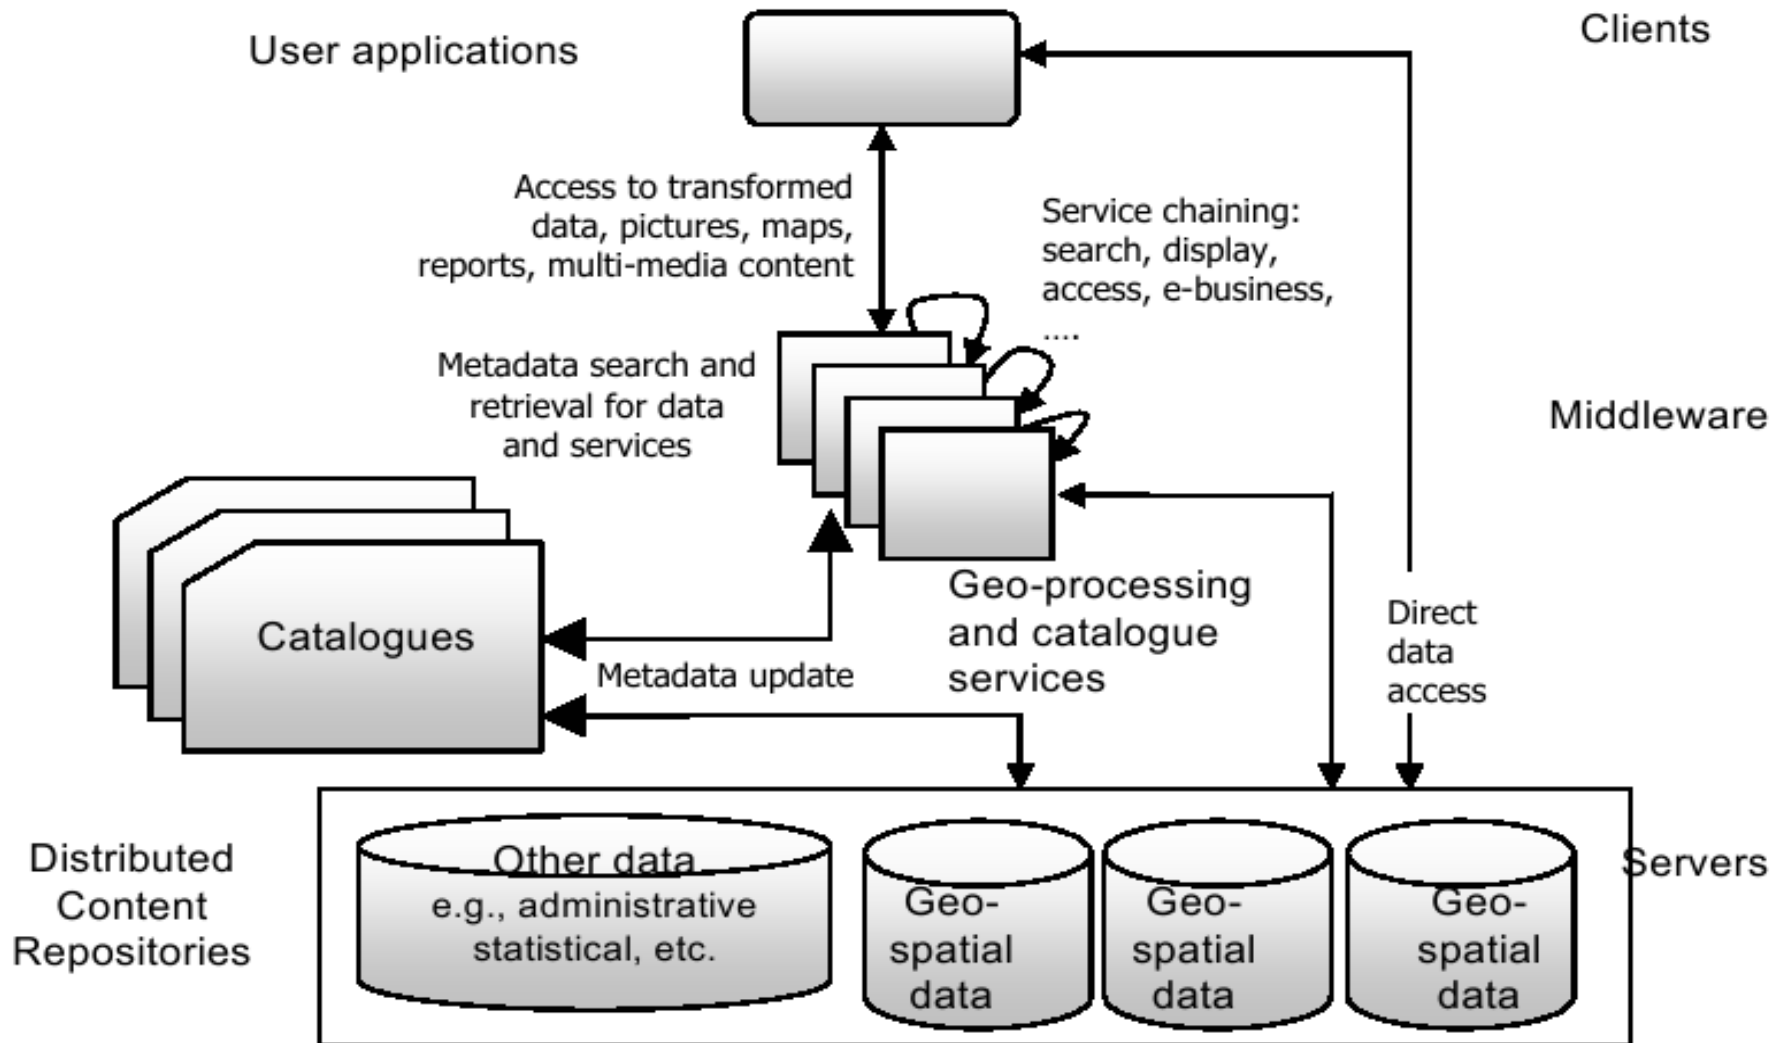 User applications
Clients
Access to transformed
data, pictures, maps,
reports, multi-media content
Service chaining:
search, display,
access, e-business,
....
Metadata search and
retrieval for data
and services
Middleware
Catalogues
Metadata update
Geo-processing
and catalogue
services
Direct
data
access
Distributed
Content
Repositories
Other data
e.g., administrative
statistical, etc.
Geo-
spatial
data
Geo-
spatial
data
Geo-
spatial
data
Servers